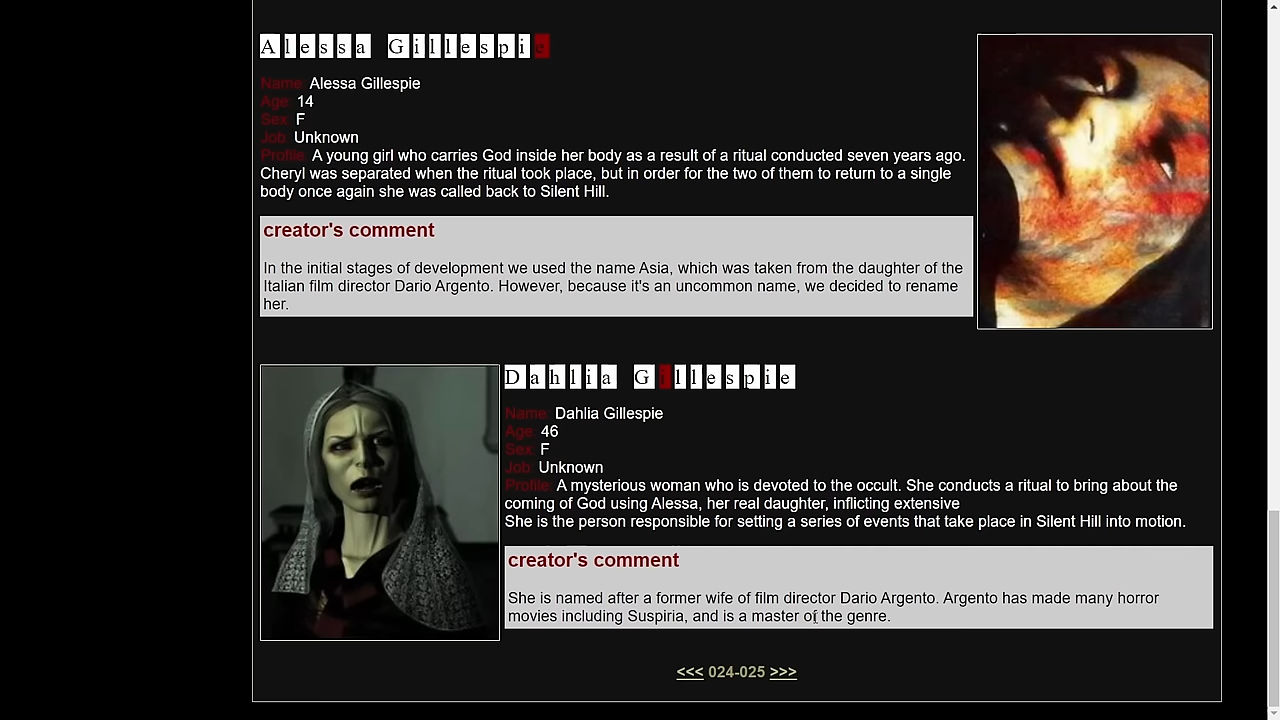 Alessa Gillespie
Name: Alessa Gillespie
Age: 14
Sex: F
Job: Unknown
Profile: A young girl who carries God inside her body as a result of a ritual conducted seven years ago.
Cheryl was separated when the ritual took place, but in order for the two of them to return to a single
body once again she was called back to Silent Hill.
creator's comment
In the initial stages of development we used the name Asia, which was taken from the daughter of the
Italian film director Dario Argento. However, because it's an uncommon name, we decided to rename
her.
Dahlia Gillespie
Name: Dahlia Gillespie
Age: 46
Sex: F
Job: Unknown
Profile: A mysterious woman who is devoted to the occult. She conducts a ritual to bring about the
coming of God using Alessa, her real daughter, inflicting extensive
She is the person responsible for setting a series of events that take place in Silent Hill into motion.
creator's comment
She is named after a former wife of film director Dario Argento. Argento has made many horror
movies including Suspiria, and is a master of the genre.
<<< 024-025 >>>